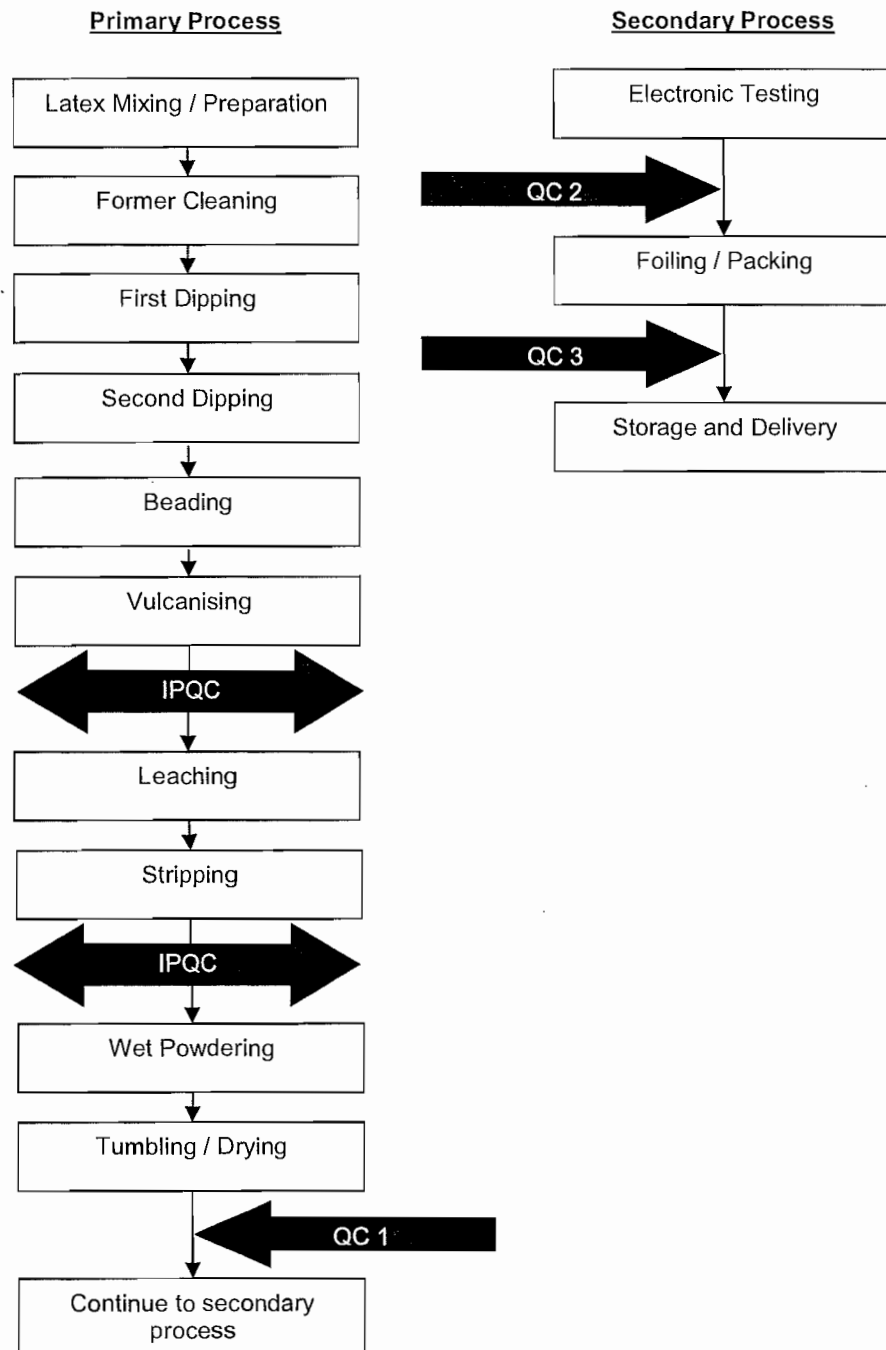 Primary Process
Latex Mixing / Preparation
Former Cleaning
First Dipping
Second Dipping
Beading
Vulcanising
IPQC
Leaching
Stripping
IPQC
Wet Powdering
Tumbling / Drying
QC 1
Continue to secondary
process
Secondary Process
Electronic Testing
QC 2
Foiling / Packing
QC 3
Storage and Delivery